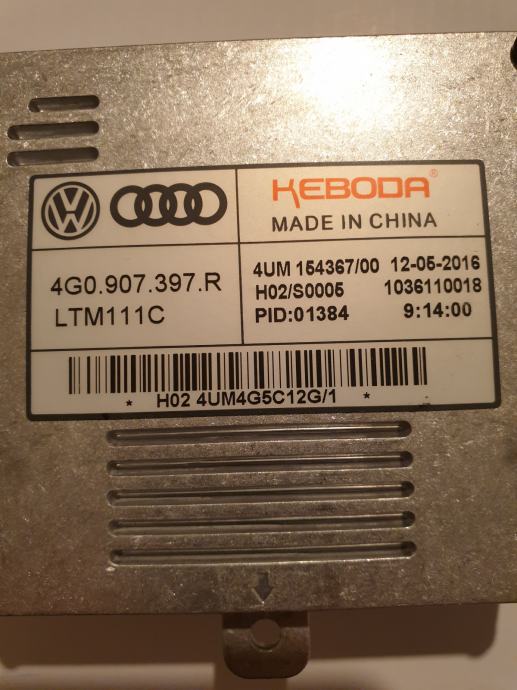 KEBODA®
MADE IN CHINA
4G0.907.397.R
LTM111C
4UM 154367/00 12-05-2016
H02/S0005 1036110018
PID:01384 9:14:00
* H02 4UM4G5C12G/1 *